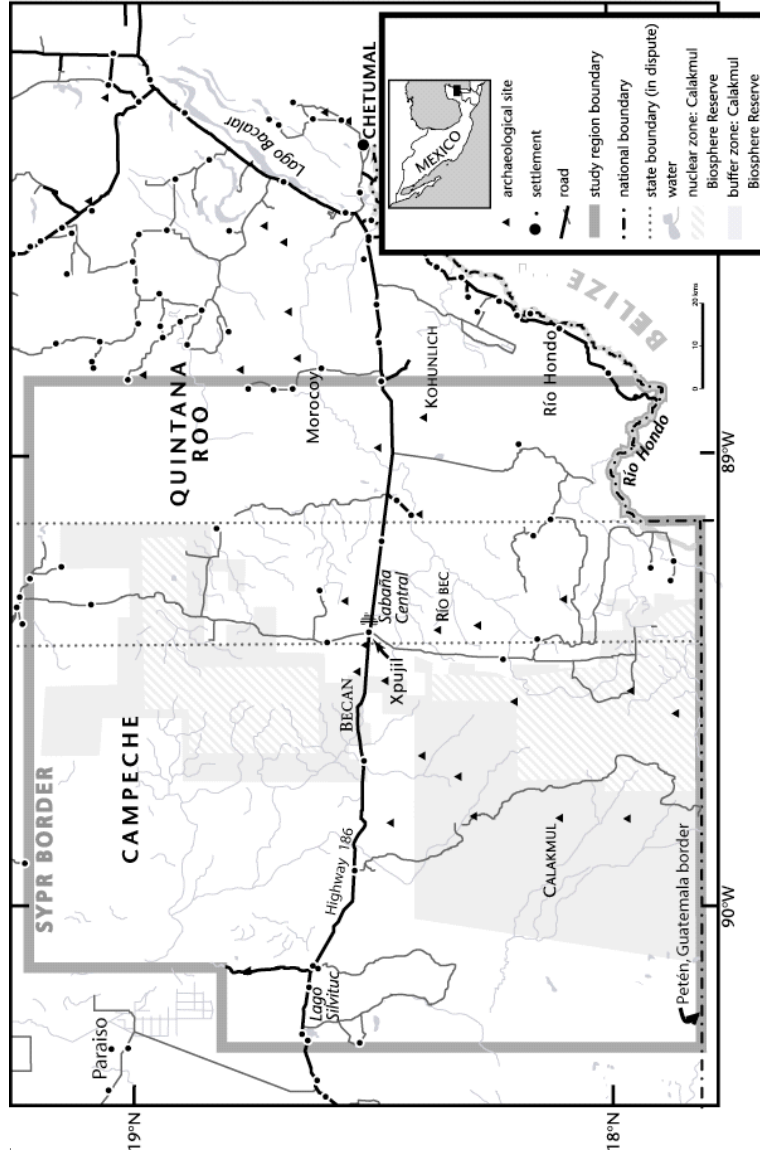 SYPR BORDER
CAMPECHE
QUINTANA
ROO
Paraiso
Lago
Silvituc
Highway 186
BECAN
Xpujil
Sabaña
Central
RÍO BEC
Morocoy
KOHUNLICH
CALAKMUL
Petén, Guatemala border
Río Hondo
Río Hondo
BELIZE
Lago Bacalar
CHETUMAL
MEXICO
archaeological site
settlement
road
study region boundary
national boundary
state boundary (in dispute)
water
nuclear zone: Calakmul
Biosphere Reserve
buffer zone: Calakmul
Biosphere Reserve
0 10 20 kms
19°N
18°N
90°W
89°W